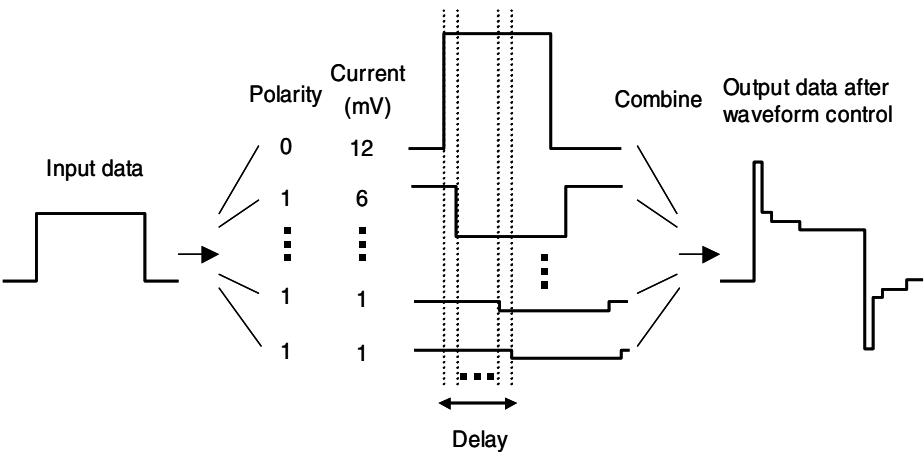 Input data
Polarity
Current
(mV)
0 12
1 6
1 1
1 1
Delay
Combine
Output data after
waveform control